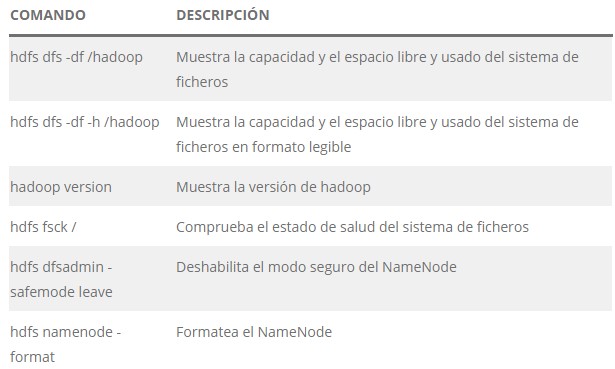 COMANDO DESCRIPCIÓN
hdfs dfs -df /hadoop Muestra la capacidad y el espacio libre y usado del sistema de
ficheros
hdfs dfs -df -h /hadoop Muestra la capacidad y el espacio libre y usado del sistema de
ficheros en formato legible
hadoop version Muestra la versión de hadoop
hdfs fsck / Comprueba el estado de salud del sistema de ficheros
hdfs dfsadmin - Deshabilita el modo seguro del NameNode
safemode leave
hdfs namenode - Formatea el NameNode
format